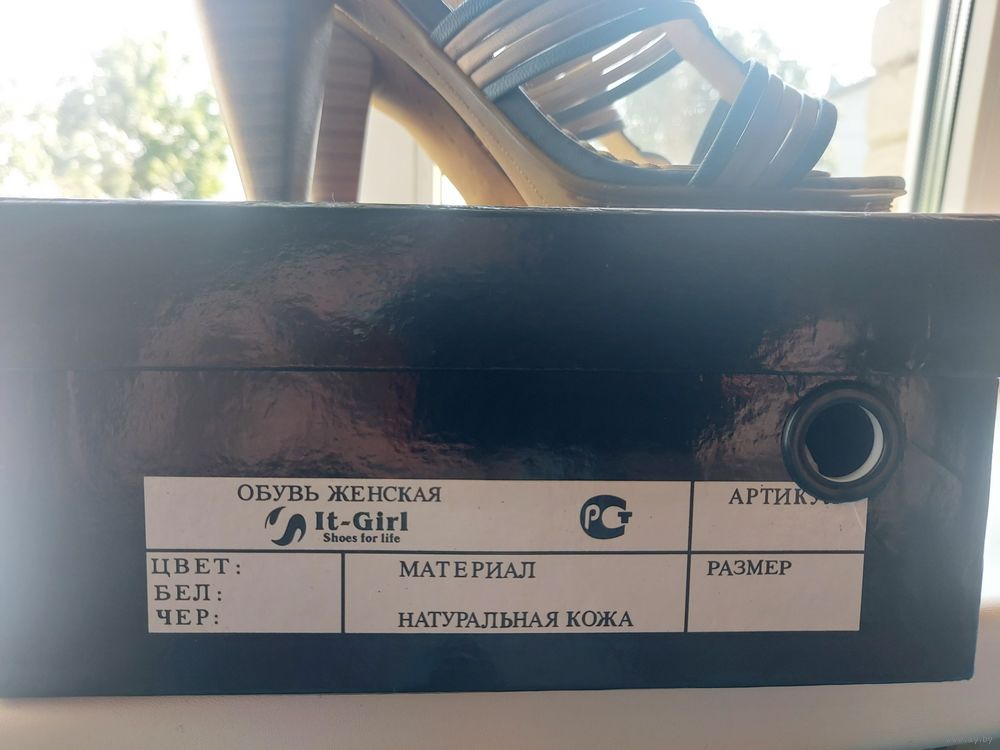 ОБУВЬ ЖЕНСКАЯ
It-Girl
Shoes for life
РСТ
ЦВЕТ:
БЕЛ:
ЧЕР:
МАТЕРИАЛ
НАТУРАЛЬНАЯ КОЖА
РАЗМЕР